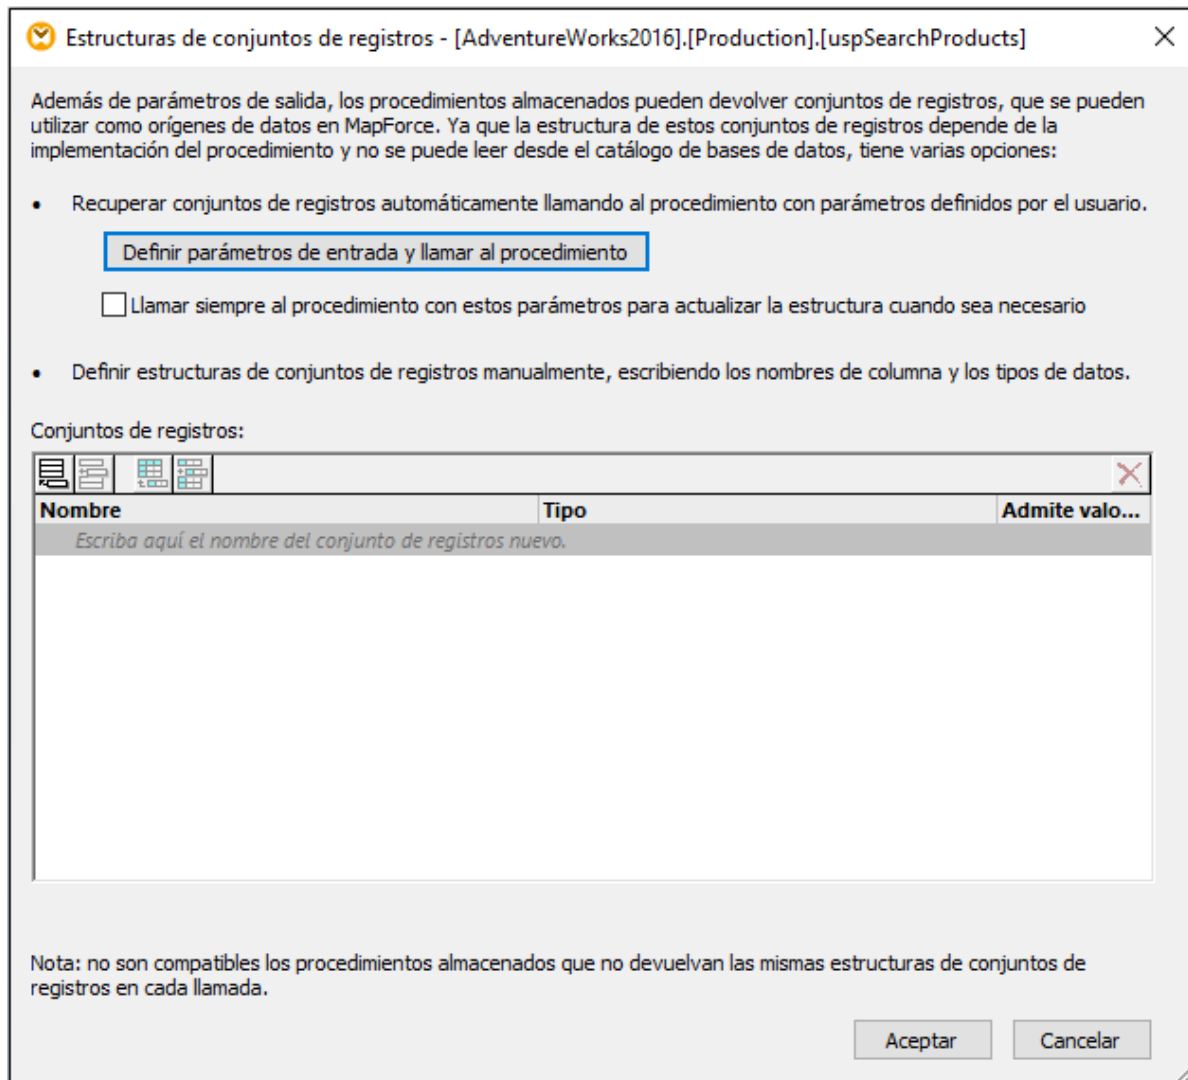 Estructuras de conjuntos de registros - [AdventureWorks2016].[Production].[uspSearchProducts]
Además de parámetros de salida, los procedimientos almacenados pueden devolver conjuntos de registros, que se pueden
utilizar como orígenes de datos en MapForce. Ya que la estructura de estos conjuntos de registros depende de la
implementación del procedimiento y no se puede leer desde el catálogo de bases de datos, tiene varias opciones:
• Recuperar conjuntos de registros automáticamente llamando al procedimiento con parámetros definidos por el usuario.
Definir parámetros de entrada y llamar al procedimiento
Llamar siempre al procedimiento con estos parámetros para actualizar la estructura cuando sea necesario
• Definir estructuras de conjuntos de registros manualmente, escribiendo los nombres de columna y los tipos de datos.
Conjuntos de registros:
Nombre Tipo Admite valo...
Escriba aquí el nombre del conjunto de registros nuevo.
Nota: no son compatibles los procedimientos almacenados que no devuelvan las mismas estructuras de conjuntos de
registros en cada llamada.
Aceptar Cancelar